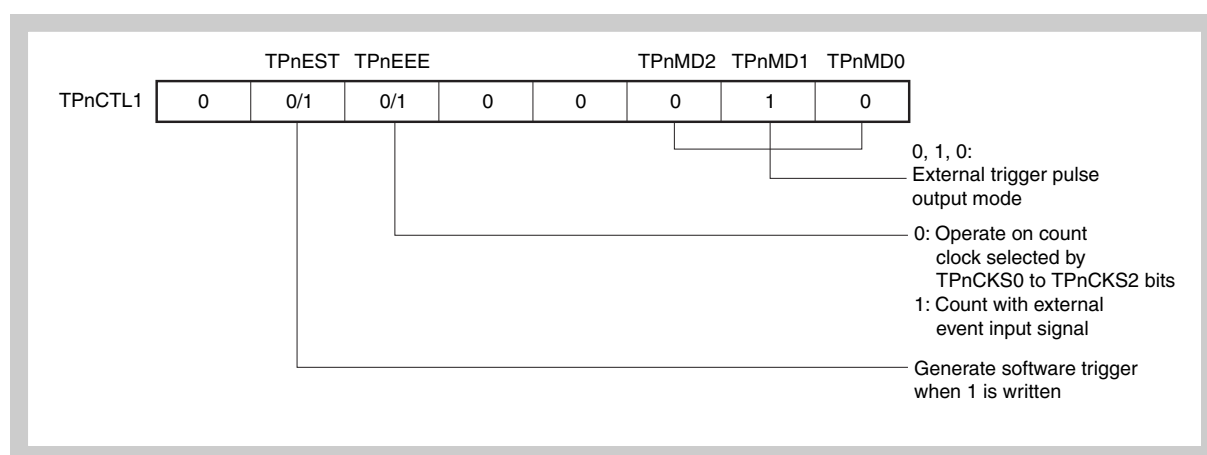 TPnEST TPnEEE TPnMD2 TPnMD1 TPnMD0
TPnCTL1 0 0/1 0/1 0 0 0 1 0
0, 1, 0:
External trigger pulse
output mode
0: Operate on count
clock selected by
TPnCKS0 to TPnCKS2 bits
1: Count with external
event input signal
Generate software trigger
when 1 is written